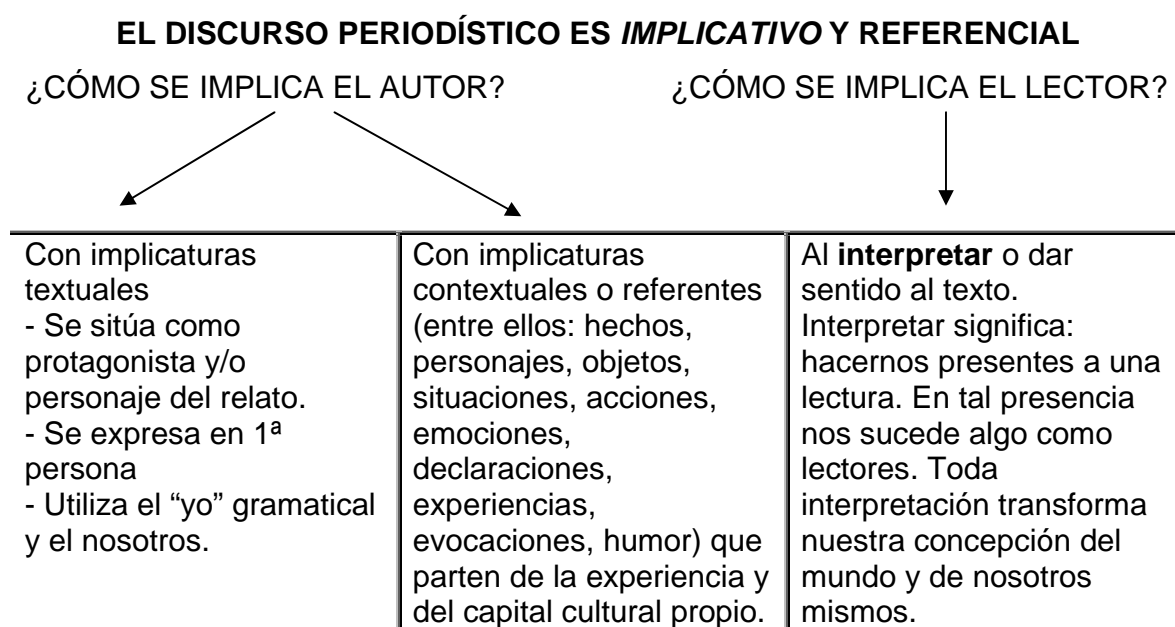 EL DISCURSO PERIODÍSTICO ES IMPLICATIVO Y REFERENCIAL
¿CÓMO SE IMPLICA EL AUTOR?
¿CÓMO SE IMPLICA EL LECTOR?
Con implicaturas
textuales
- Se sitúa como
protagonista y/o
personaje del relato.
- Se expresa en 1ª
persona
- Utiliza el “yo” gramatical
y el nosotros.
Con implicaturas
contextuales o referentes
(entre ellos: hechos,
personajes, objetos,
situaciones, acciones,
emociones,
declaraciones,
experiencias,
evocaciones, humor) que
parten de la experiencia y
del capital cultural propio.
Al interpretar o dar
sentido al texto.
Interpretar significa:
hacernos presentes a una
lectura. En tal presencia
nos sucede algo como
lectores. Toda
interpretación transforma
nuestra concepción del
mundo y de nosotros
mismos.